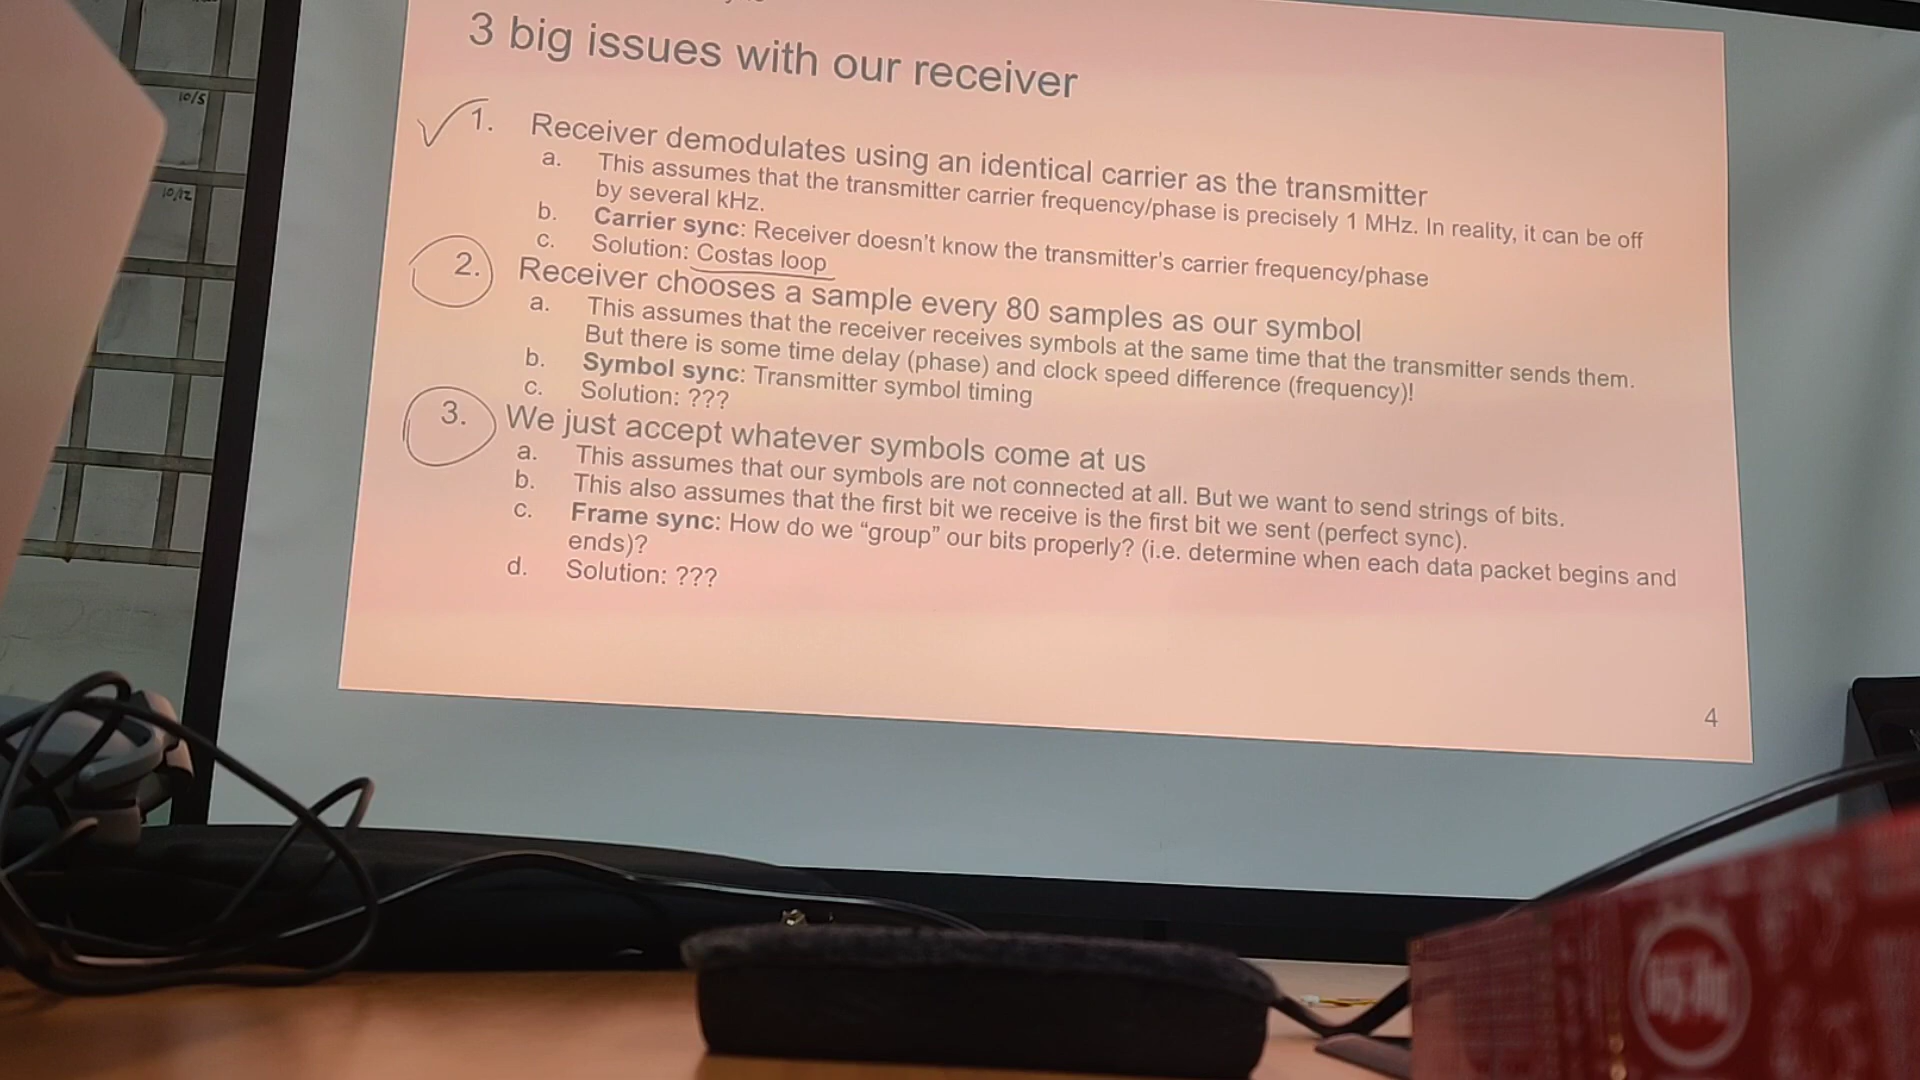 3 big issues with our receiver
1. Receiver demodulates using an identical carrier as the transmitter
a. This assumes that the transmitter carrier frequency/phase is precisely 1 MHz. In reality, it can be off
by several kHz.
b. Carrier sync: Receiver doesn't know the transmitter's carrier frequency/phase
c. Solution: Costas loop
2. Receiver chooses a sample every 80 samples as our symbol
a. This assumes that the receiver receives symbols at the same time that the transmitter sends them.
But there is some time delay (phase) and clock speed difference (frequency)!
b. Symbol sync: Transmitter symbol timing
c. Solution: ???
3. We just accept whatever symbols come at us
a. This assumes that our symbols are not connected at all. But we want to send strings of bits.
b. This also assumes that the first bit we receive is the first bit we sent (perfect sync).
c. Frame sync: How do we “group” our bits properly? (i.e. determine when each data packet begins and
ends)?
d. Solution: ???
4
10/5
10/12